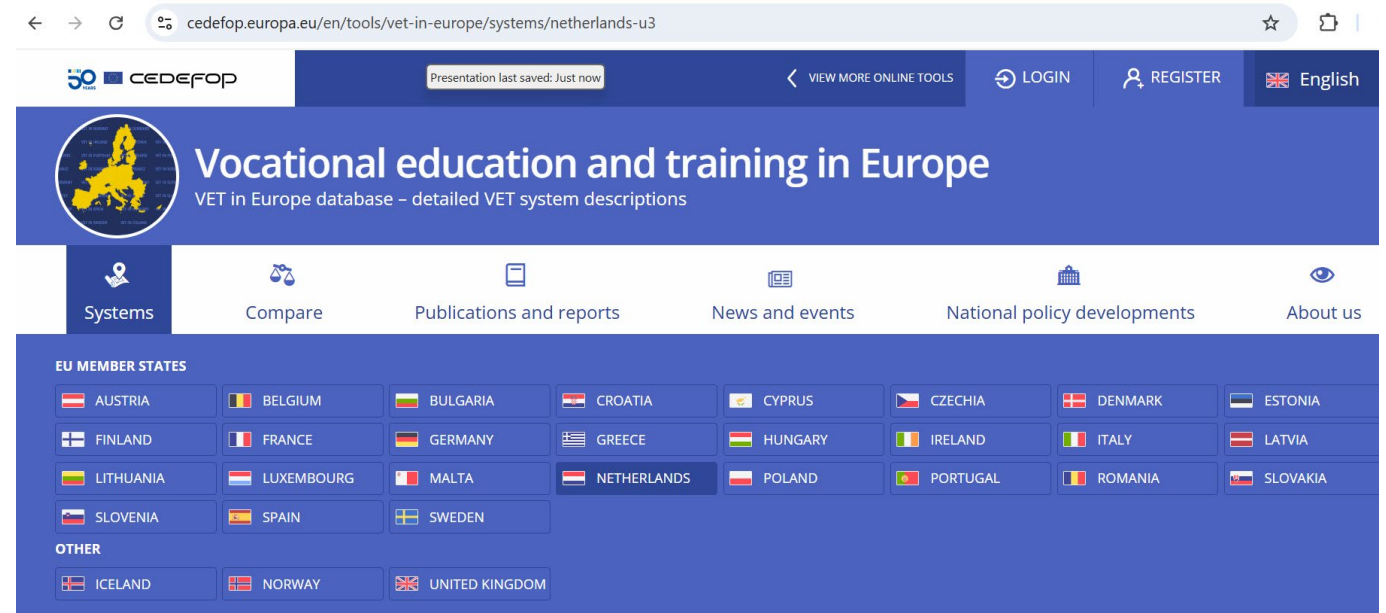 cedefop.europa.eu/en/tools/vet-in-europe/systems/netherlands-u3
50 YEARS CEDEFOP
Presentation last saved: Just now
VIEW MORE ONLINE TOOLS
LOGIN
REGISTER
English
Vocational education and training in Europe
VET in Europe database – detailed VET system descriptions
Systems
Compare
Publications and reports
News and events
National policy developments
About us
EU MEMBER STATES
AUSTRIA BELGIUM BULGARIA CROATIA CYPRUS CZECHIA DENMARK ESTONIA
FINLAND FRANCE GERMANY GREECE HUNGARY IRELAND ITALY LATVIA
LITHUANIA LUXEMBOURG MALTA NETHERLANDS POLAND PORTUGAL ROMANIA SLOVAKIA
SLOVENIA SPAIN SWEDEN
OTHER
ICELAND NORWAY UNITED KINGDOM